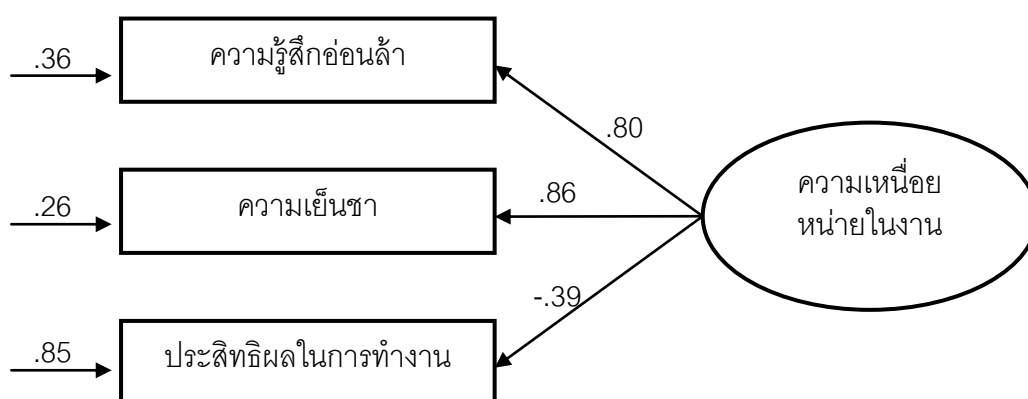 .36
ความรู้สึกอ่อนล้า
.80
.26
ความเย็นชา
.86
ความเหนื่อย
หน่ายในงาน
-.39
.85
ประสิทธิผลในการทำงาน